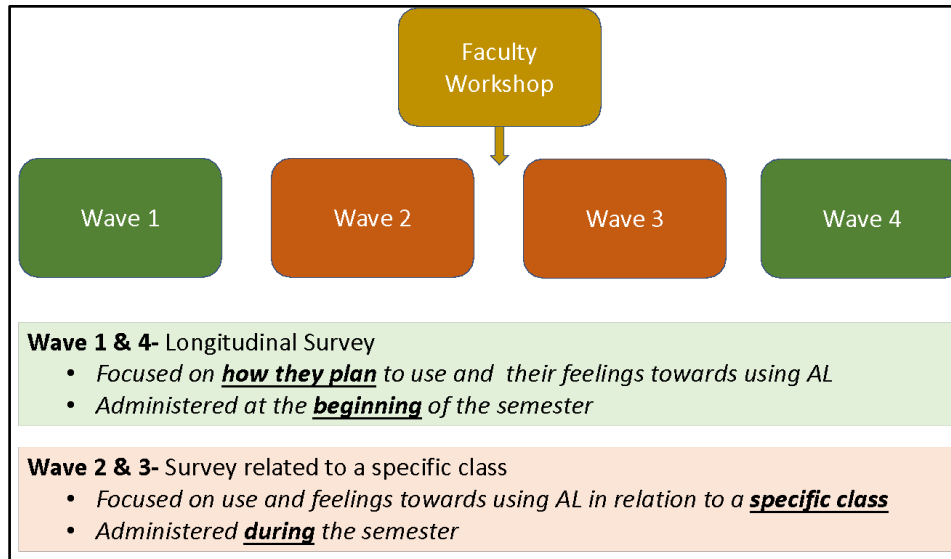 Faculty
Workshop
Wave 1
Wave 2
Wave 3
Wave 4
Wave 1 & 4- Longitudinal Survey
• Focused on how they plan to use and their feelings towards using AL
• Administered at the beginning of the semester
Wave 2 & 3- Survey related to a specific class
• Focused on use and feelings towards using AL in relation to a specific class
• Administered during the semester